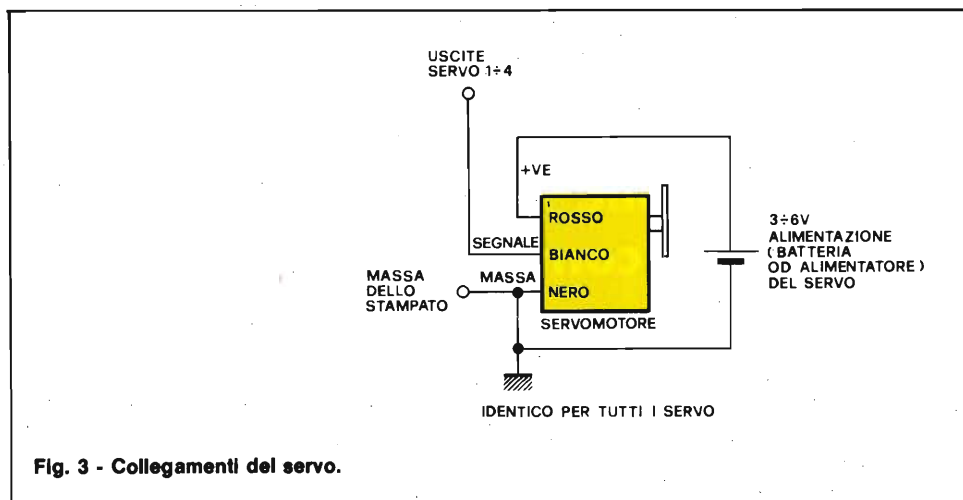 USCITE
SERVO 1÷4
+VE
ROSSO
SEGNALE
BIANCO
MASSA
DELLO
STAMPATO
MASSA
NERO
SERVOMOTORE
3÷6V
ALIMENTAZIONE
(BATTERIA
OD ALIMENTATORE)
DEL SERVO
IDENTICO PER TUTTI I SERVO
Fig. 3 - Collegamenti del servo.